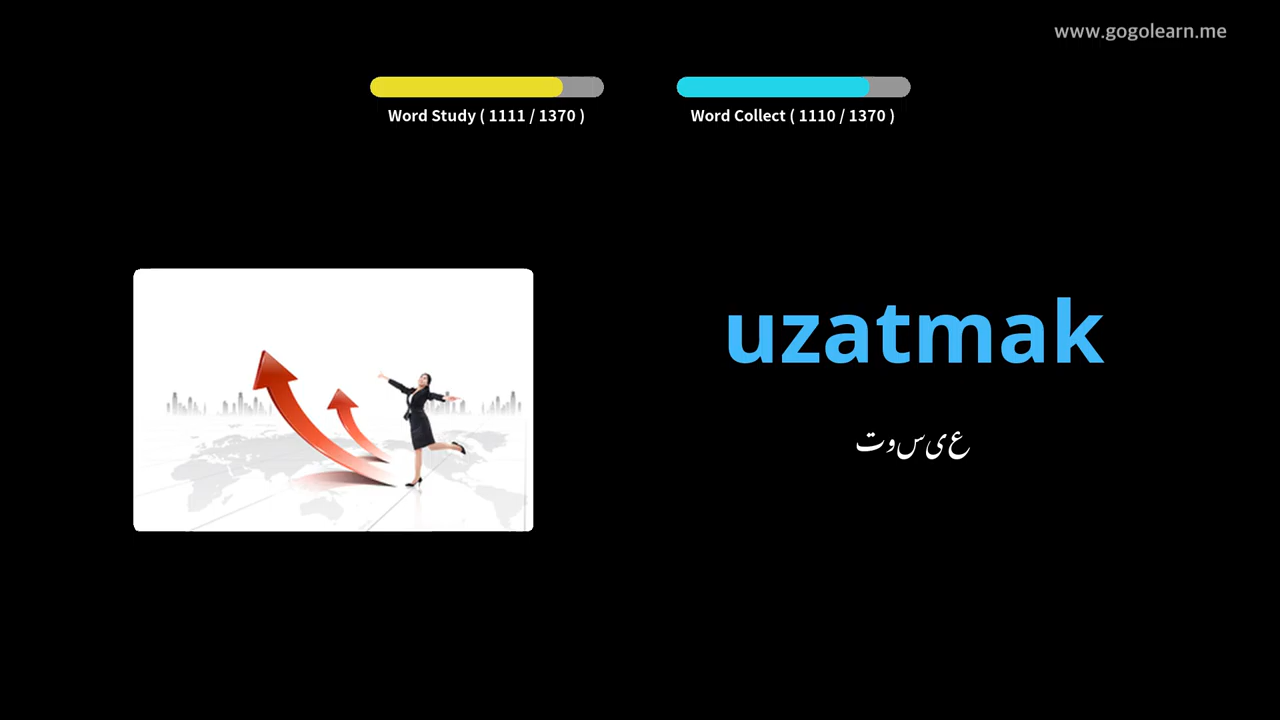 www.gogolearn.me
Word Study ( 1111 / 1370 )
Word Collect ( 1110 / 1370 )
uzatmak
عیسوت